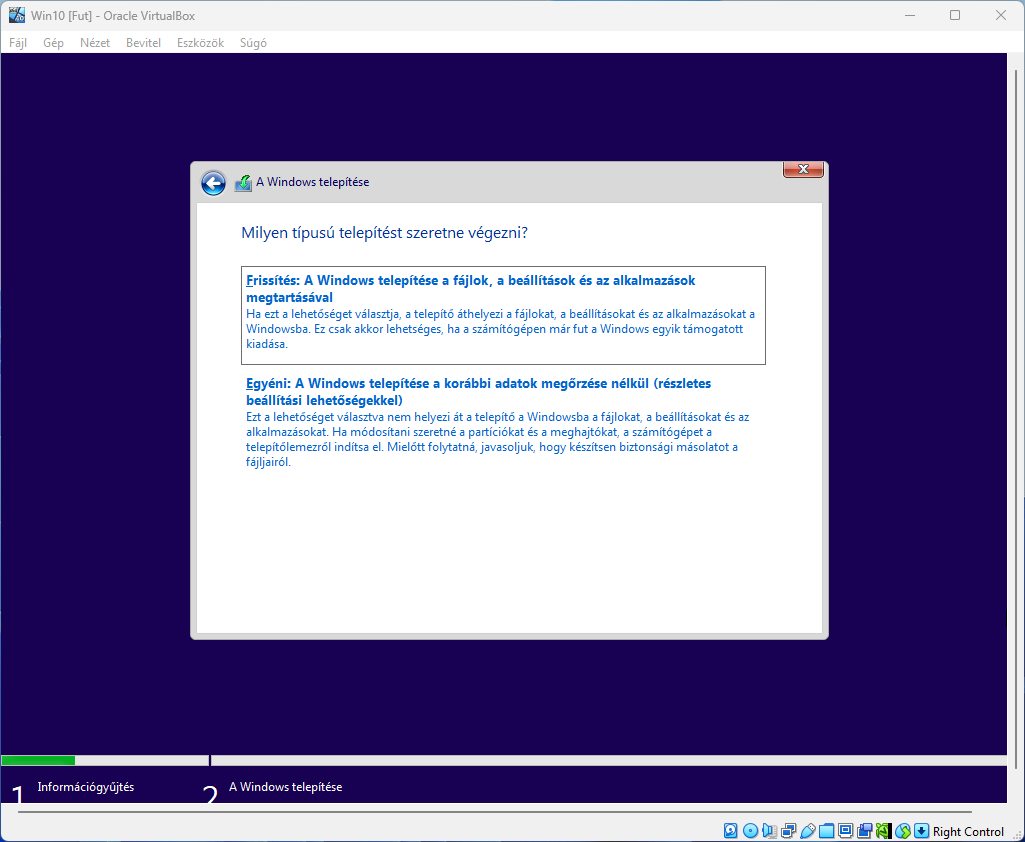 Win10 [Fut] - Oracle VirtualBox
Fájl Gép Nézet Bevitel Eszközök Súgó
A Windows telepítése
Milyen típusú telepítést szeretne végezni?
Frissítés: A Windows telepítése a fájlok, a beállítások és az alkalmazások
megtartásával
Ha ezt a lehetőséget választja, a telepítő áthelyezi a fájlokat, a beállításokat és az alkalmazásokat a
Windowsba. Ez csak akkor lehetséges, ha a számítógépen már fut a Windows egyik támogatott
kiadása.
Egyéni: A Windows telepítése a korábbi adatok megőrzése nélkül (részletes
beállítási lehetőségekkel)
Ezt a lehetőséget választva nem helyezi át a telepítő a Windowsba a fájlokat, a beállításokat és az
alkalmazásokat. Ha módosítani szeretné a partíciókat és a meghajtókat, a számítógépet a
telepítőlemezről indítsa el. Mielőtt folytatná, javasoljuk, hogy készítsen biztonsági másolatot a
fájljairól.
1 Információgyűjtés 2 A Windows telepítése
Right Control